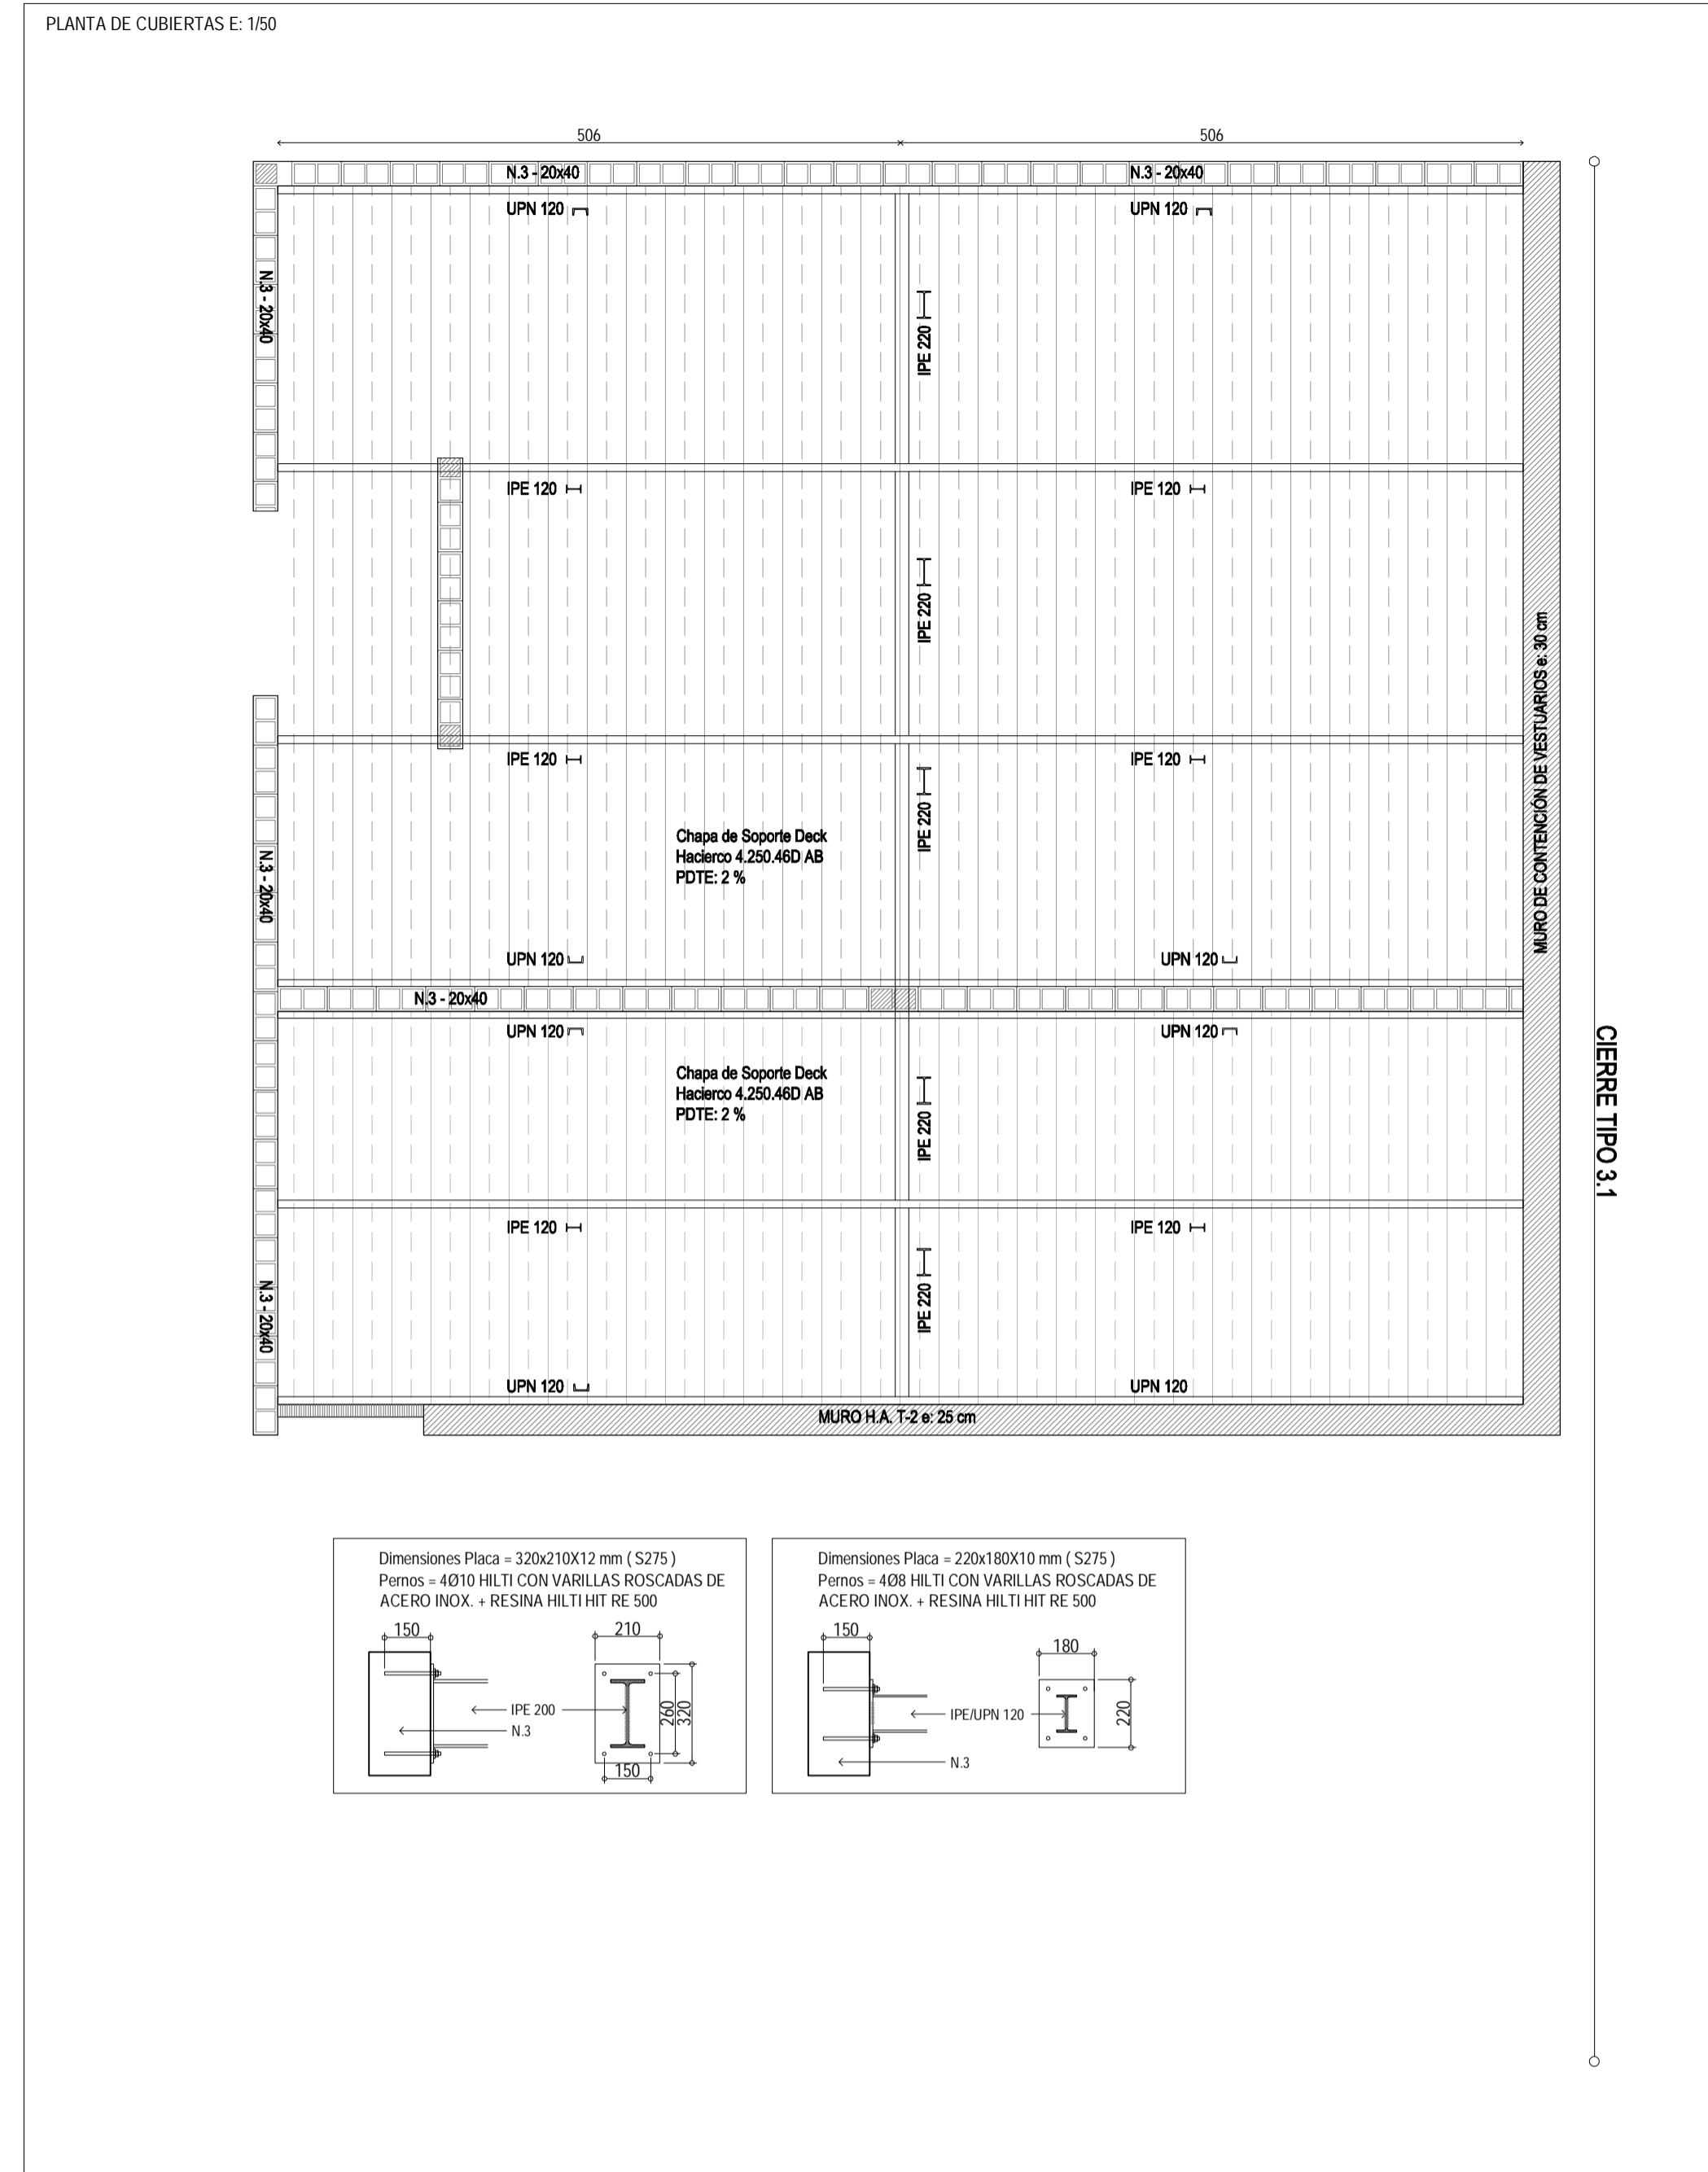 PLANTA DE CUBIERTAS E: 1/50
506
506
N.3 - 20x40
N.3 - 20x40
UPN 120
UPN 120
N.3 - 20x40
IPE 220
IPE 120
IPE 120
IPE 220
MURO DE CONTENCIÓN DE VESTUARIOS e: 30 cm
IPE 120
IPE 120
IPE 220
Chapa de Soporte Deck
Hacierco 4.250.46D AB
PDTE: 2 %
N.3 - 20x40
UPN 120
UPN 120
N.3 - 20x40
UPN 120
UPN 120
CIERRE TIPO 3.1
Chapa de Soporte Deck
Hacierco 4.250.46D AB
PDTE: 2 %
IPE 220
IPE 120
IPE 120
IPE 220
N.3 - 20x40
UPN 120
UPN 120
MURO H.A. T-2 e: 25 cm
Dimensiones Placa = 320x210X12 mm ( S275 )
Pernos = 4Ø10 HILTI CON VARILLAS ROSCADAS DE
ACERO INOX. + RESINA HILTI HIT RE 500
150
210
IPE 200
N.3
260
320
150
Dimensiones Placa = 220x180X10 mm ( S275 )
Pernos = 4Ø8 HILTI CON VARILLAS ROSCADAS DE
ACERO INOX. + RESINA HILTI HIT RE 500
150
180
IPE/UPN 120
N.3
220